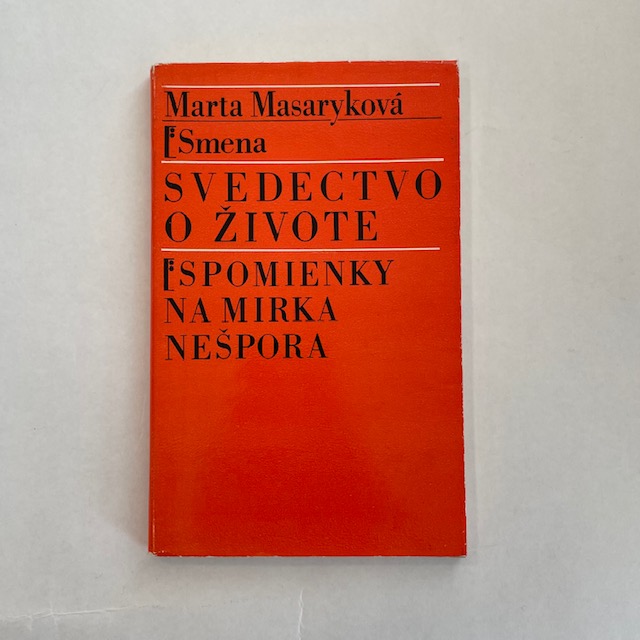 Marta Masaryková
Smena
SVEDECTVO
O ŽIVOTE
SPOMIENKY
NA MIRKA
NEŠPORA